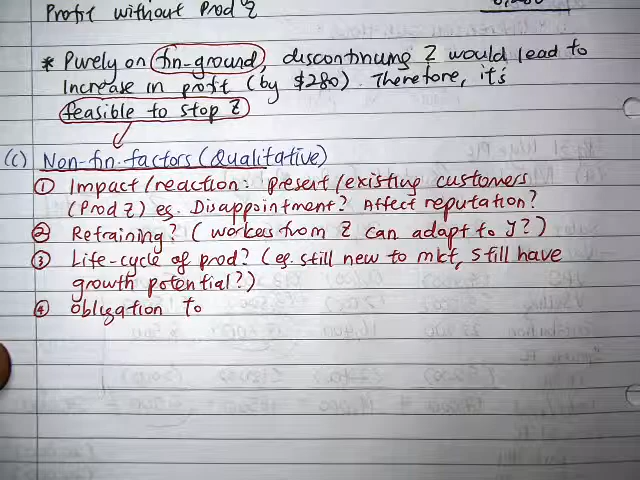 Profit without Prod Z
* Purely on fin-ground, discontinuing Z would lead to
Increase in profit (by $280). Therefore, it's
feasible to stop Z
(c) Non-fin. factors (Qualitative)
① Impact/reaction: present/existing customers
(Prod Z) eg. Disappointment? Affect reputation?
② Retraining? (workers from Z can adapt to Y?)
③ Life-cycle of prod? (eg. still new to mkt, still have
growth potential?)
④ Obligation to